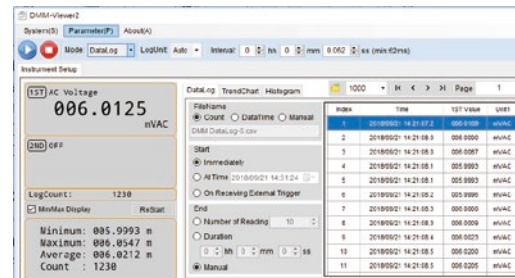 DMM-Viewer2
System(S) Parameter(P) About(A)
Mode: DataLog LogUnit: Auto Interval: 0 hh 0 mm 0.062 ss (min:62ms)
Instrument Setup
1ST AC Voltage
006.0125
mVAC
2ND OFF
LogCount: 1230
MinMax Display ReStart
Minimum: 005.9993 m
Maximum: 006.0547 m
Average: 006.0212 m
Count : 1230
DataLog TrendChart Histogram
FileName
Count DataTime Manual
DMM DataLog-5.csv
Start
Immediately
At Time 2018/09/21 14:31:24
On Receiving External Trigger
End
Number of Reading 10
Duration
0 hh 0 mm 0 ss
Manual
1000 Page 1
Index Time 1ST Value Unit1
1 2018/09/21 14:21:07.2 006.0109 mVAC
2 2018/09/21 14:21:08.0 006.0000 mVAC
3 2018/09/21 14:21:08.0 006.0087 mVAC
4 2018/09/21 14:21:08.1 005.9993 mVAC
5 2018/09/21 14:21:08.1 005.9993 mVAC
6 2018/09/21 14:21:08.2 005.9996 mVAC
7 2018/09/21 14:21:08.3 006.0000 mVAC
8 2018/09/21 14:21:08.3 006.0009 mVAC
9 2018/09/21 14:21:08.4 006.0023 mVAC
10 2018/09/21 14:21:08.5 006.0200 mVAC
11 2018/09/21 14:21:08.5 006.0205 mVAC